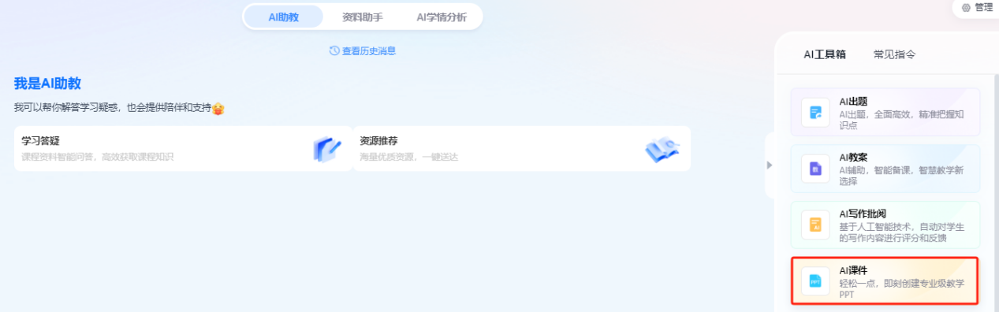 AI助教 资料助手 AI学情分析
管理
查看历史消息
AI工具箱 常见指令
我是AI助教
我可以帮你解答学习疑惑，也会提供陪伴和支持
学习答疑
课程资料智能问答，高效获取课程知识
资源推荐
海量优质资源，一键送达
AI出题
AI出题，全面高效，精准把握知
识点
AI教案
AI辅助，智能备课，智慧教学新
选择
AI写作批阅
基于人工智能技术，自动对学生
的写作内容进行评分和反馈
AI课件
轻松一点，即刻创建专业级教学
PPT